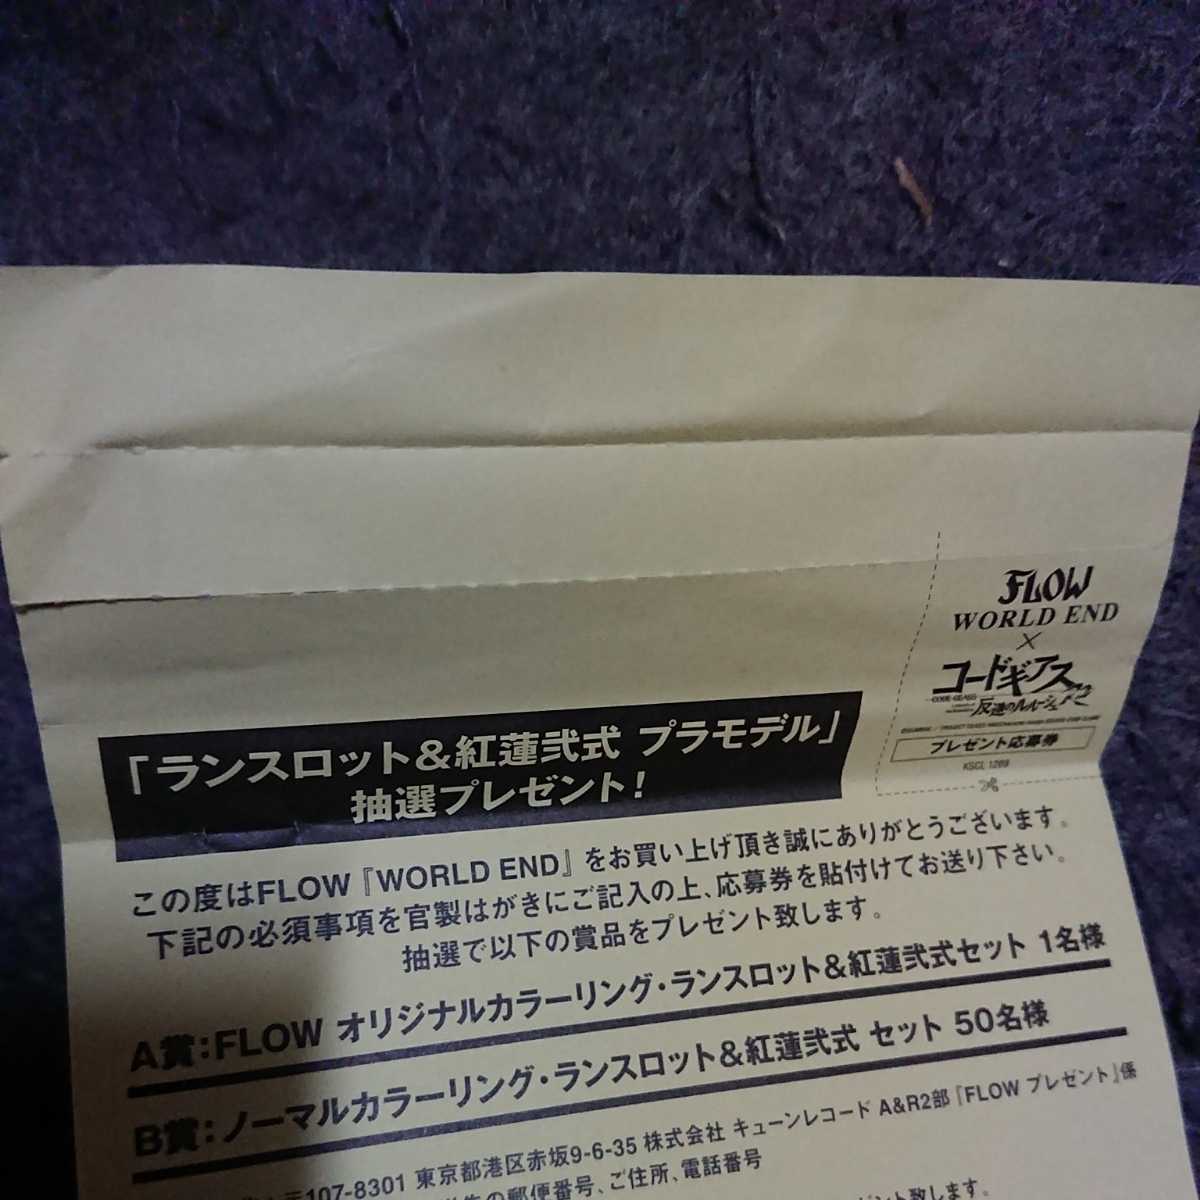 FLOW
WORLD END
×
コードギアス
CODE GEASS
反逆のルルーシュR2
プレゼント応募券
KSCL 1269
「ランスロット&紅蓮弐式 プラモデル」
抽選プレゼント!
この度はFLOW『WORLD END』をお買い上げ頂き誠にありがとうございます。
下記の必須事項を官製はがきにご記入の上、応募券を貼付けてお送り下さい。
抽選で以下の賞品をプレゼント致します。
A賞:FLOW オリジナルカラーリング・ランスロット&紅蓮弐式セット 1名様
B賞:ノーマルカラーリング・ランスロット&紅蓮弐式 セット 50名様
〒107-8301 東京都港区赤坂9-6-35 株式会社 キューンレコード A&R2部『FLOW プレゼント』係
の郵便番号、ご住所、電話番号
ゼント致します。